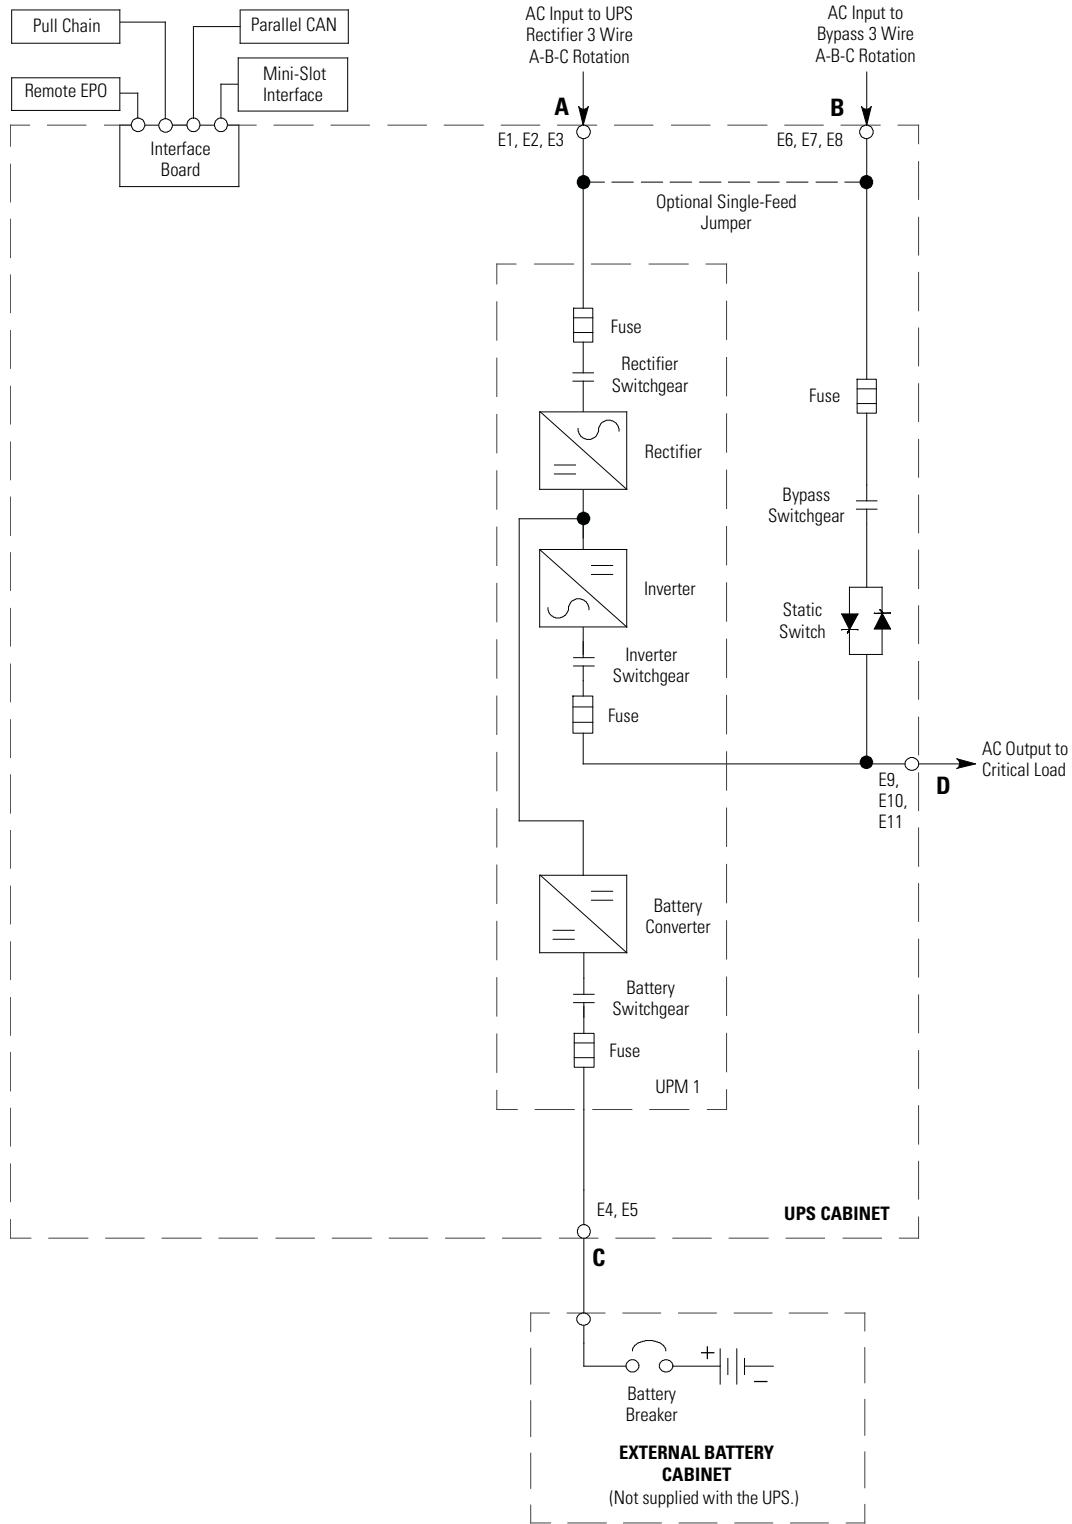 Pull Chain
Parallel CAN
Remote EPO
Mini-Slot
Interface
Interface
Board
AC Input to UPS
Rectifier 3 Wire
A-B-C Rotation
AC Input to
Bypass 3 Wire
A-B-C Rotation
A
B
E1, E2, E3
E6, E7, E8
Optional Single-Feed
Jumper
Fuse
Rectifier
Switchgear
Rectifier
Fuse
Bypass
Switchgear
Inverter
Static
Switch
Inverter
Switchgear
Fuse
AC Output to
Critical Load
D
E9,
E10,
E11
Battery
Converter
Battery
Switchgear
Fuse
UPM 1
E4, E5
UPS CABINET
C
+
–
Battery
Breaker
EXTERNAL BATTERY
CABINET
(Not supplied with the UPS.)